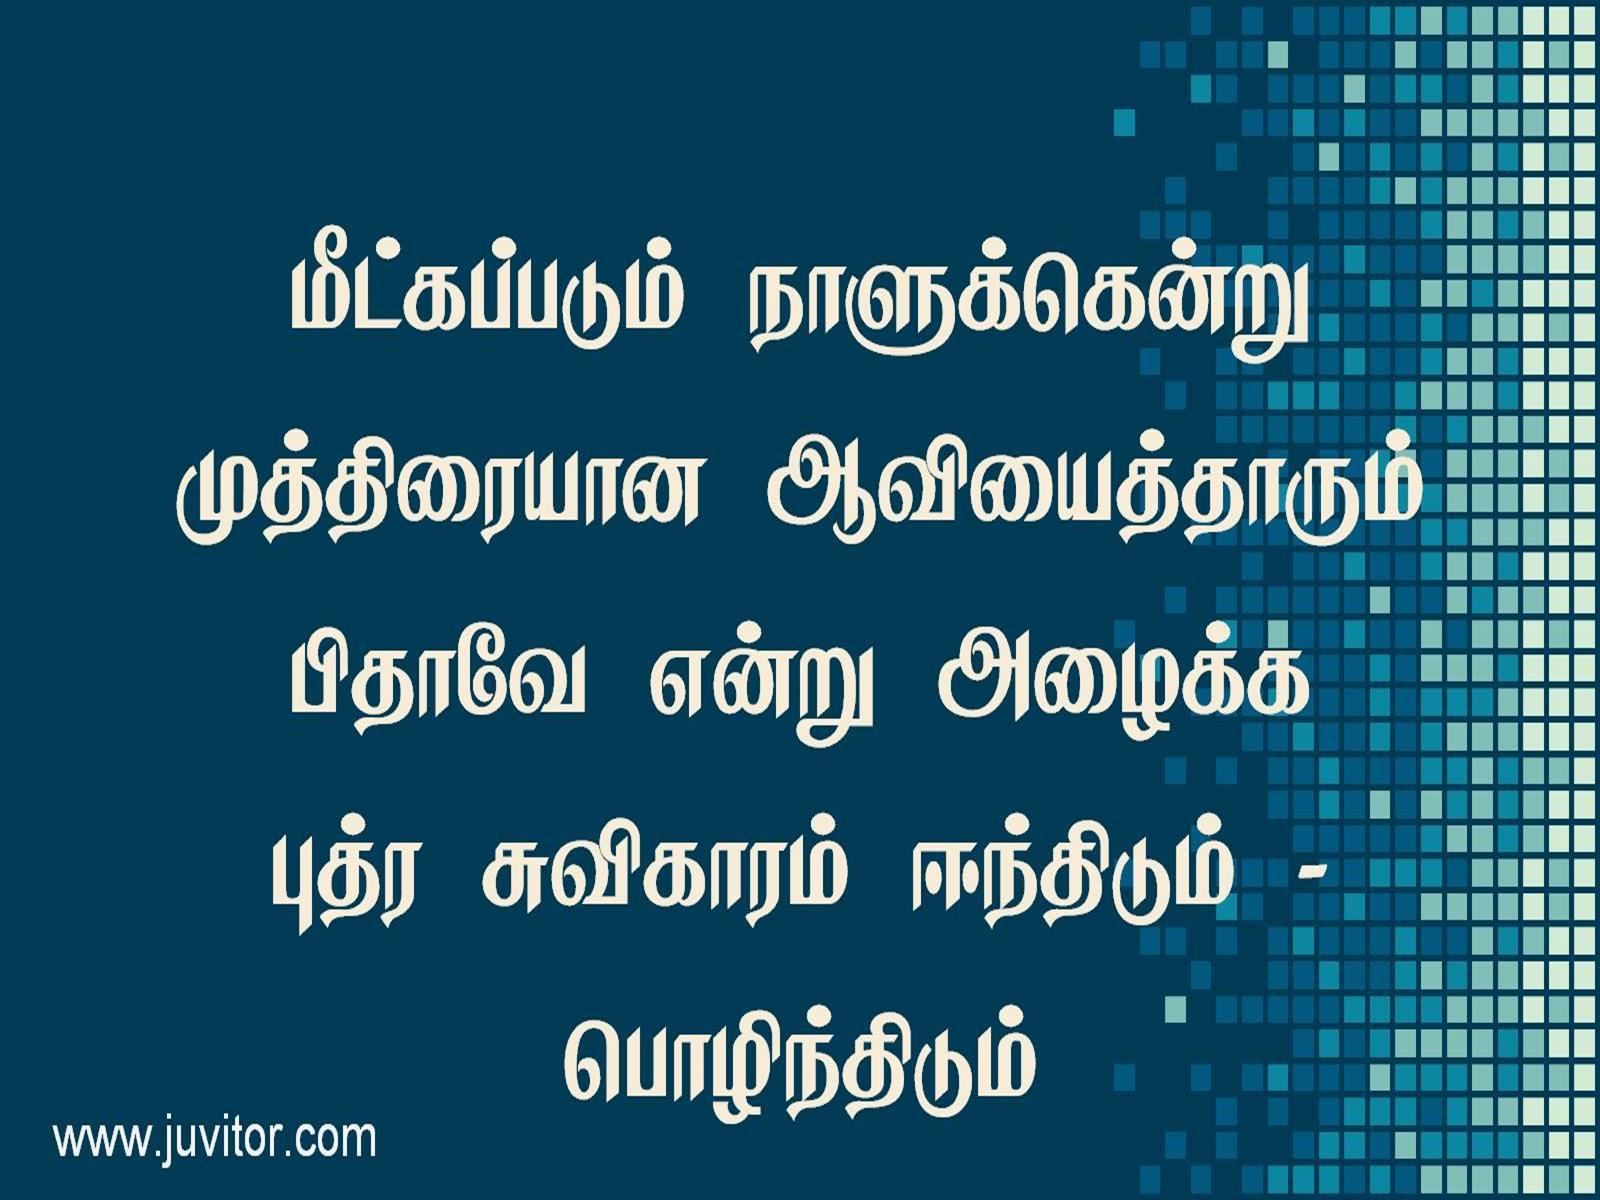 மீட்கப்படும் நாளுக்கென்று
முத்திரையான ஆவியைத்தாரும்
பிதாவே என்று அழைக்க
புத்ர சுவிகாரம் ஈந்திடும் -
பொழிந்திடும்
www.juvitor.com